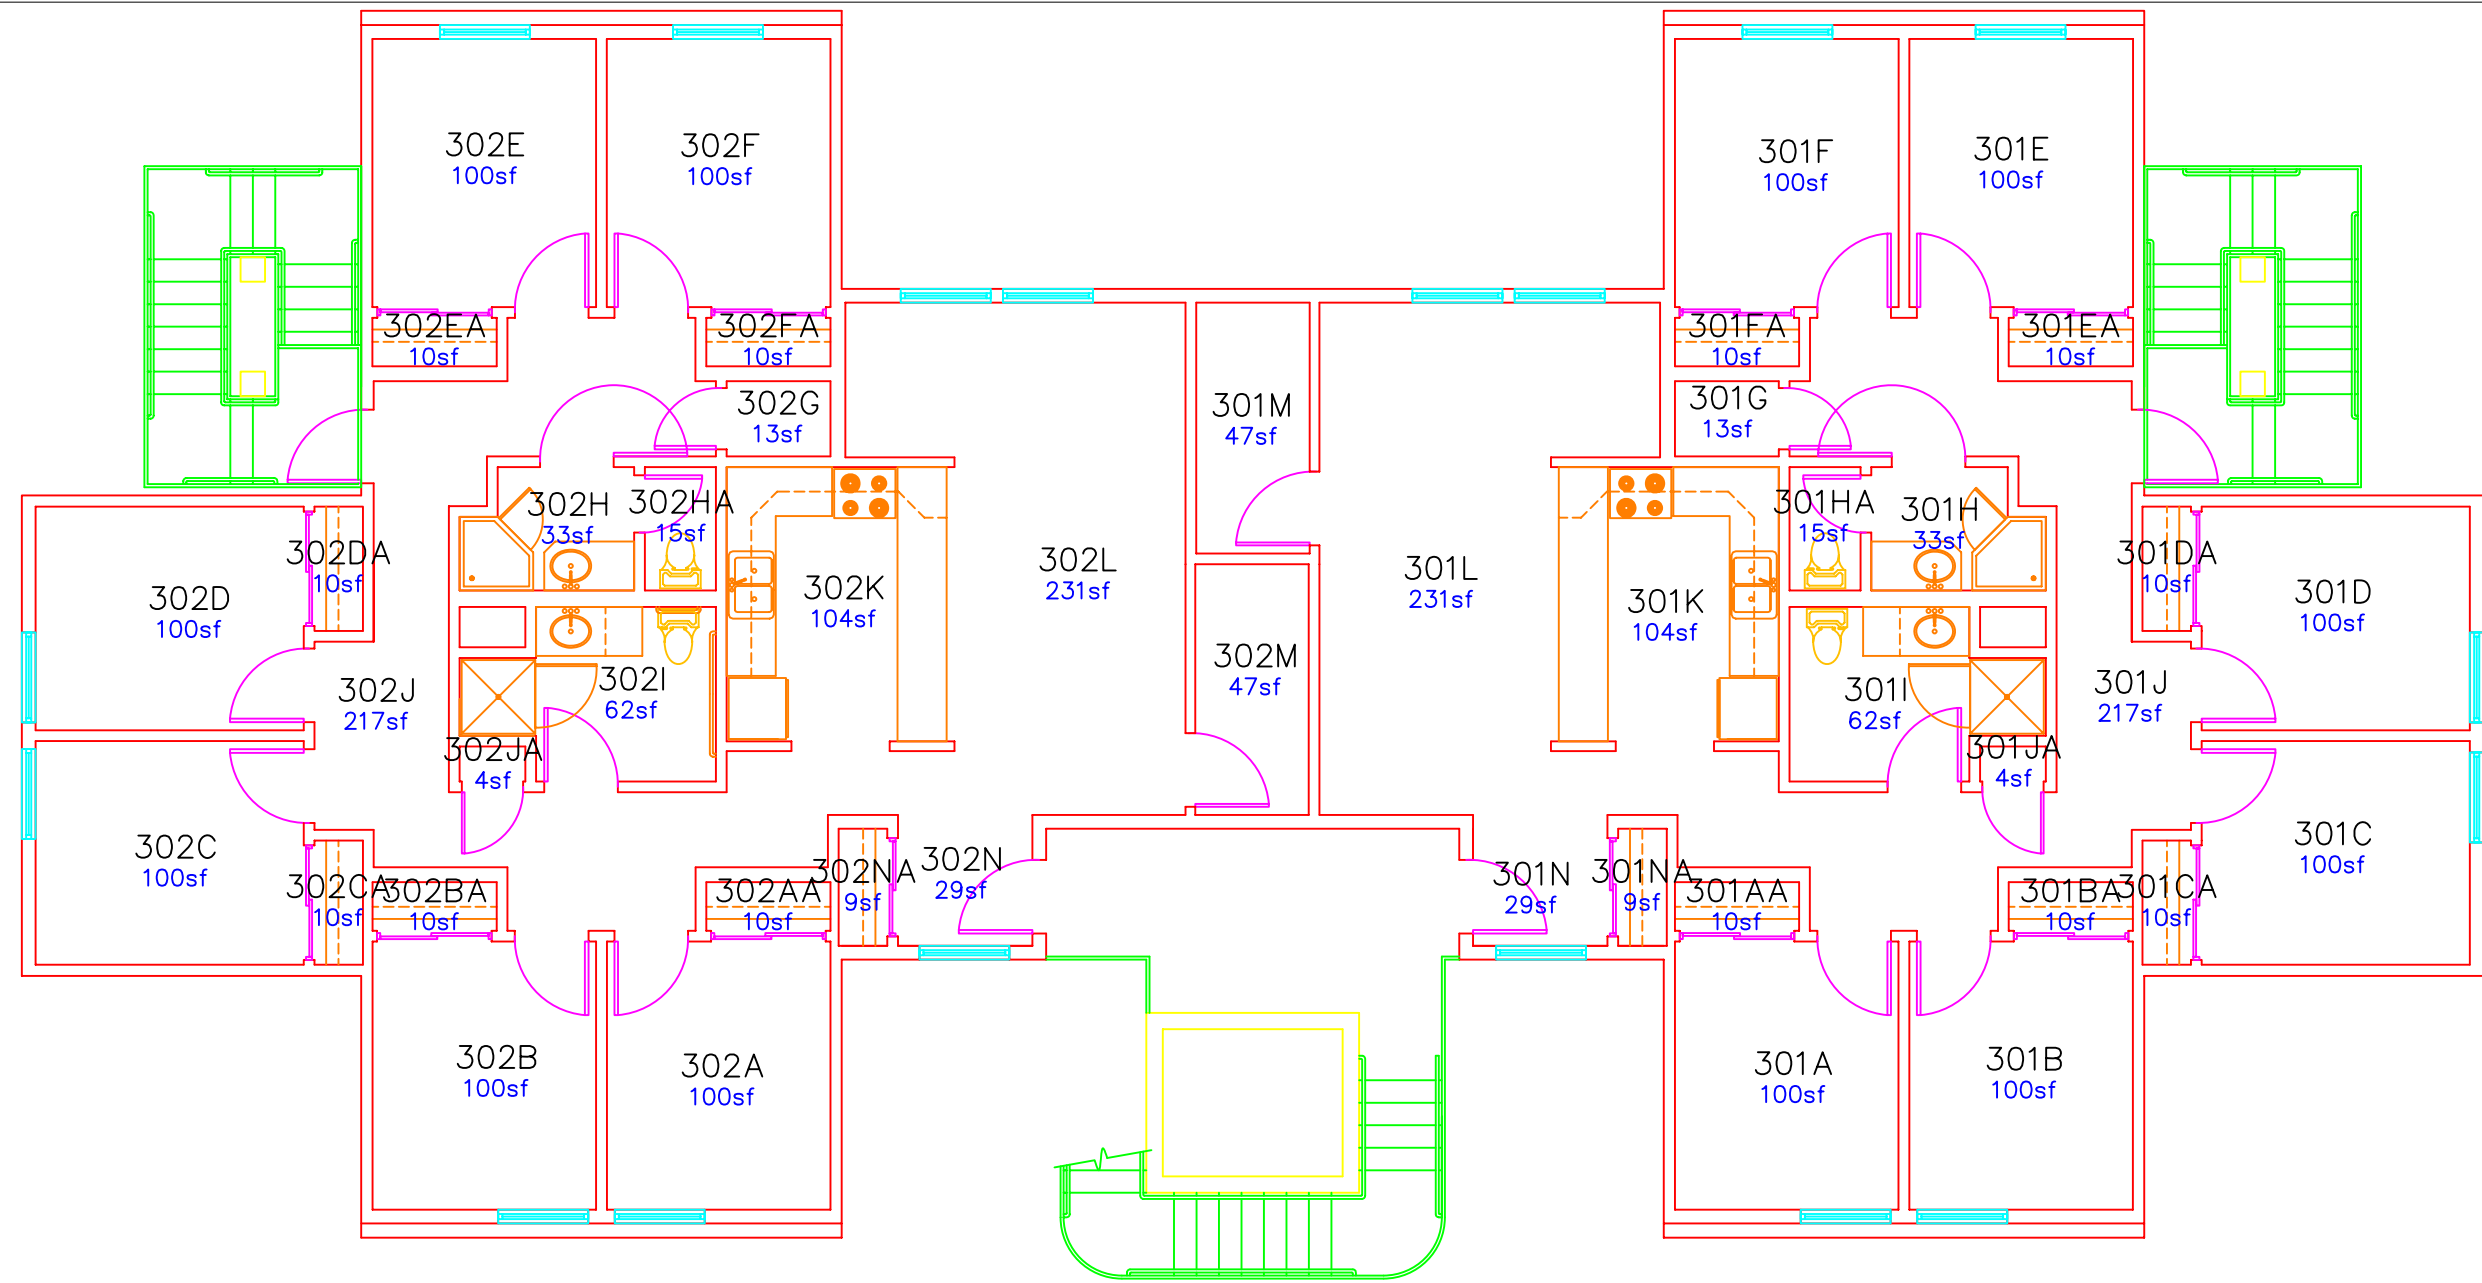 302E
100sf
302F
100sf
301F
100sf
301E
100sf
302EA
10sf
302FA
10sf
301FA
10sf
301EA
10sf
302G
13sf
301M
47sf
301G
13sf
302H
33sf
302HA
15sf
301HA
15sf
301H
33sf
302DA
10sf
302L
231sf
301L
231sf
301DA
10sf
302D
100sf
302K
104sf
301K
104sf
301D
100sf
302M
47sf
302J
217sf
302I
62sf
301I
62sf
301J
217sf
302JA
4sf
301JA
4sf
302C
100sf
301C
100sf
302CA
10sf
302BA
10sf
302AA
10sf
302NA
9sf
302N
29sf
301N
29sf
301NA
9sf
301AA
10sf
301BA
10sf
301CA
10sf
302B
100sf
302A
100sf
301A
100sf
301B
100sf